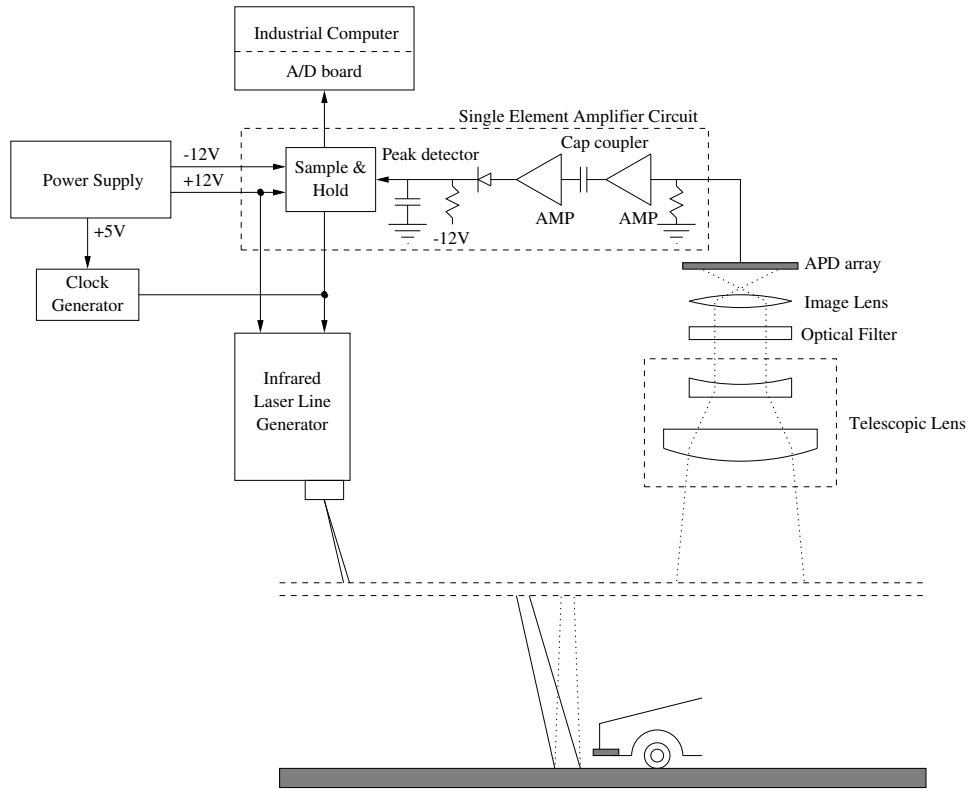 Industrial Computer
A/D board
Single Element Amplifier Circuit
-12V
Power Supply
+12V
Sample &
Hold
Peak detector
Cap coupler
AMP
AMP
-12V
+5V
Clock
Generator
APD array
Image Lens
Optical Filter
Infrared
Laser Line
Generator
Telescopic Lens